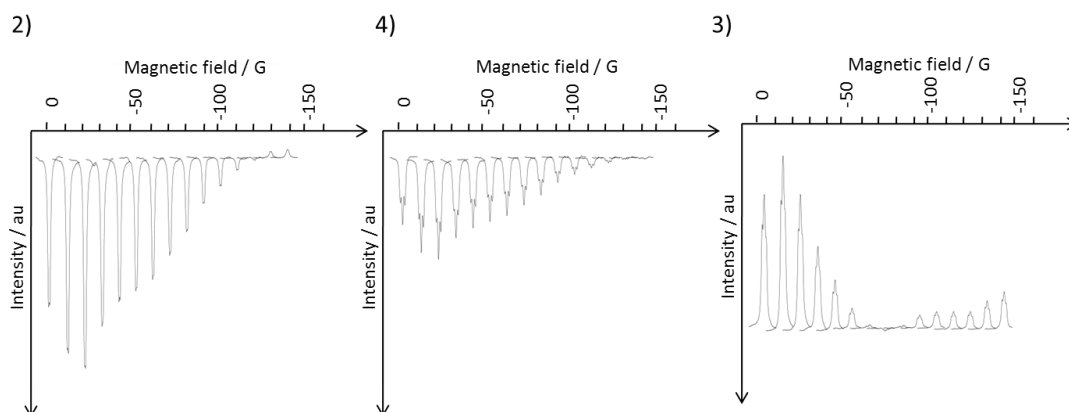 2)
Magnetic field / G
0 -50 -100 -150
Intensity / au
4)
Magnetic field / G
0 -50 -100 -150
Intensity / au
3)
Magnetic field / G
0 -50 -100 -150
Intensity / au